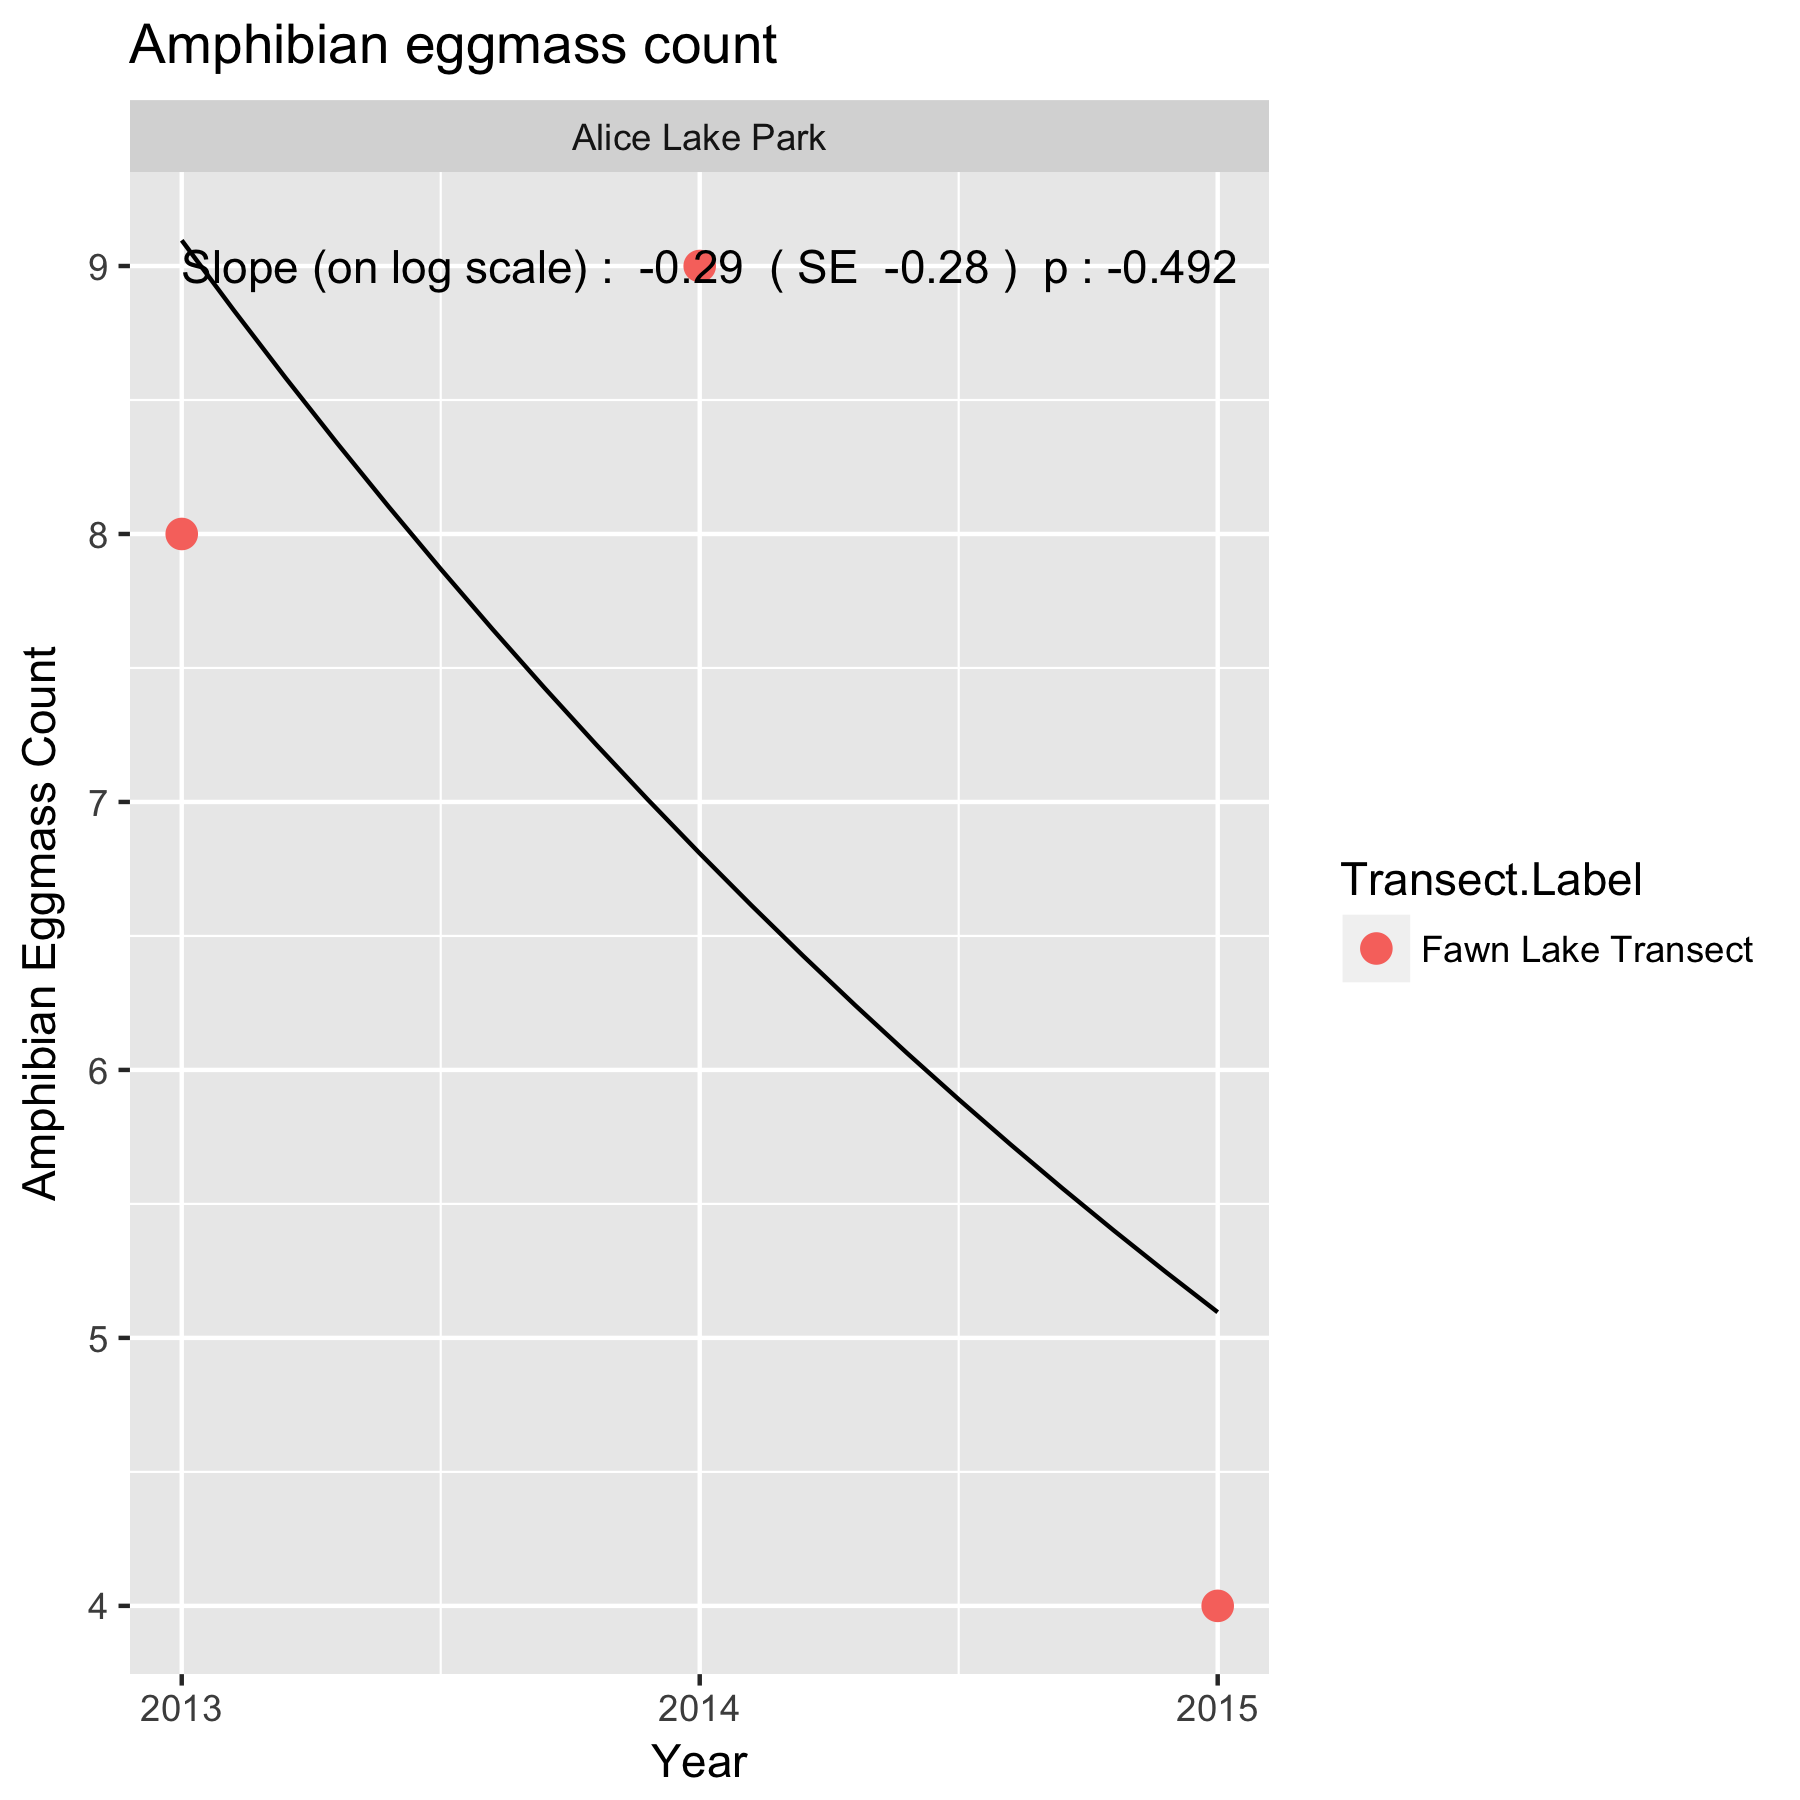 Amphibian eggmass count
Alice Lake Park
Slope (on log scale) : -0.29 ( SE -0.28 ) p : -0.492
9
8
7
6
5
4
Amphibian Eggmass Count
2013 2014 2015
Year
Transect.Label
Fawn Lake Transect